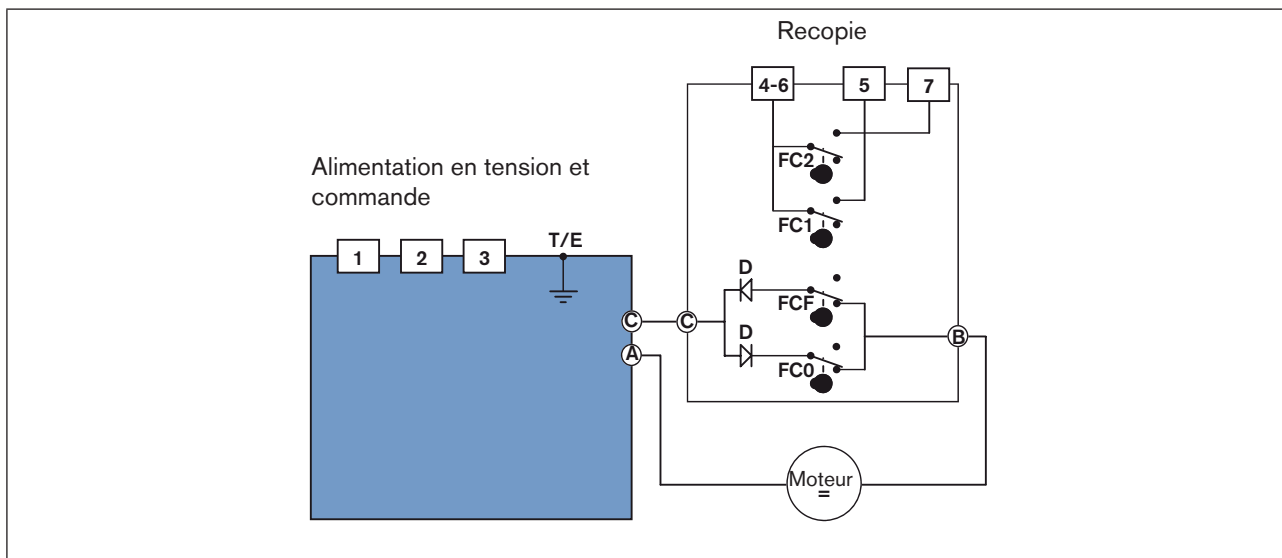 Recopie
4-6 5 7
Alimentation en tension et
commande
FC2
FC1
1 2 3 T/E
D
FCF
C C
D
B
A
FC0
Moteur
=